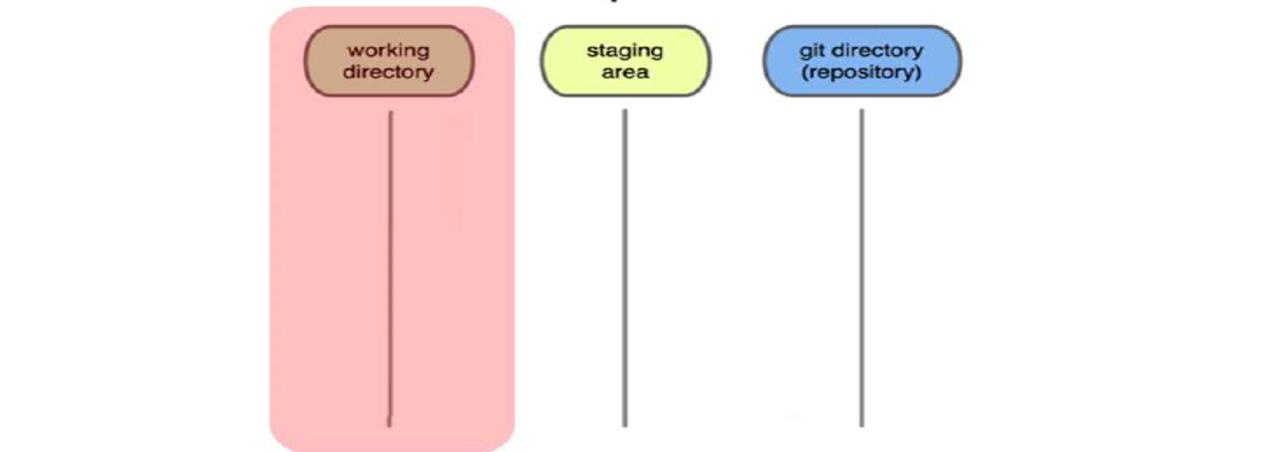 working
directory
staging
area
git directory
(repository)